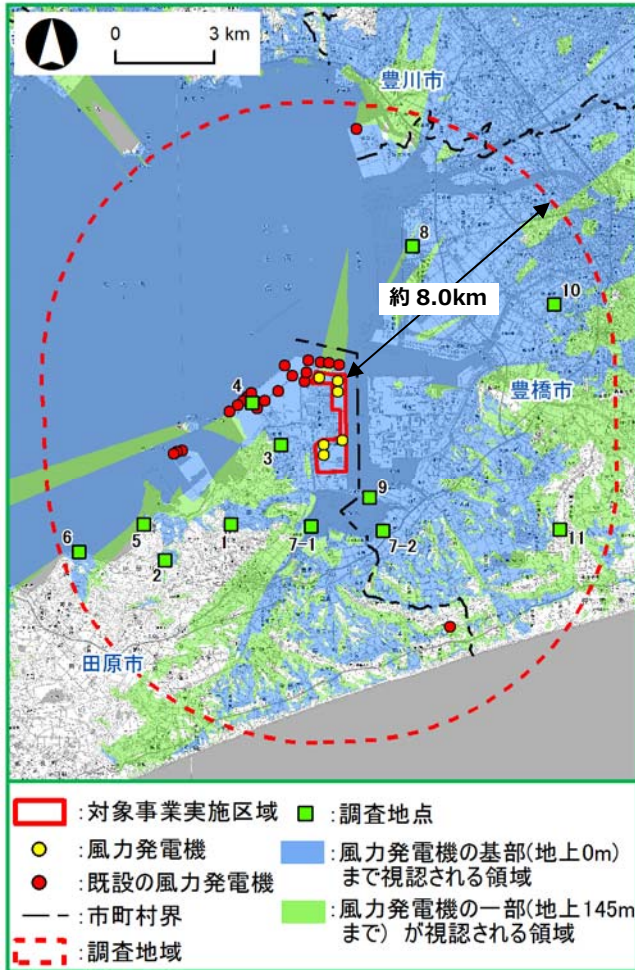 0 3 km
豊川市
8
約 8.0km
10
豊橋市
4
3
9
6
5
1
7-1
7-2
11
2
田原市
:対象事業実施区域
:調査地点
:風力発電機
:既設の風力発電機
:市町村界
:調査地域
:風力発電機の基部(地上0m)
まで視認される領域
:風力発電機の一部(地上145m
まで) が視認される領域